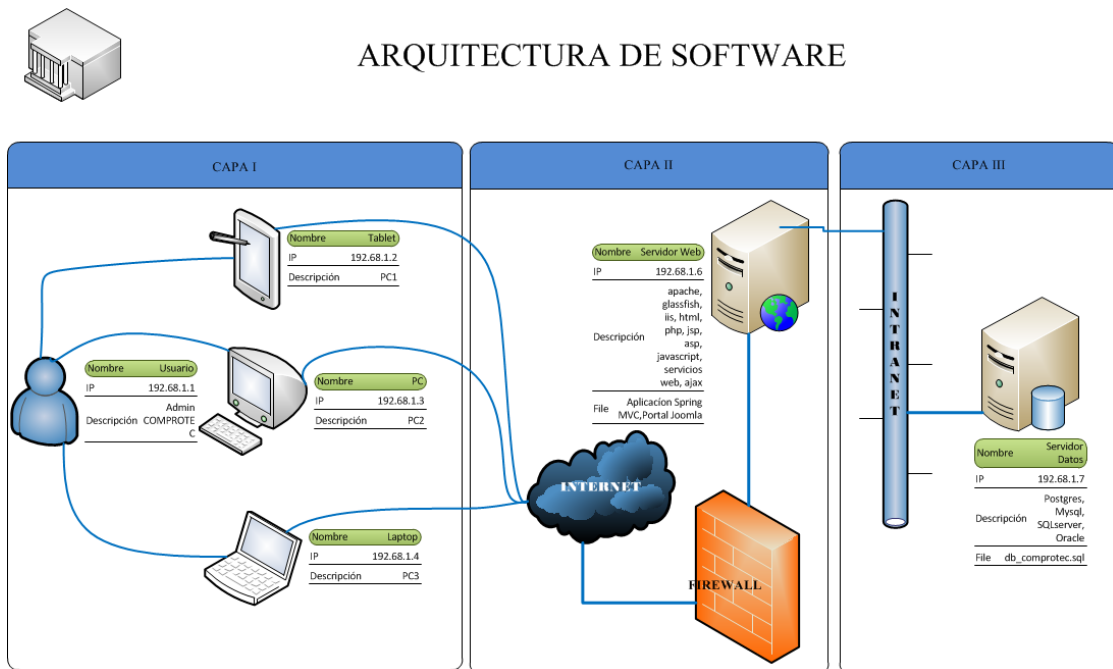 ARQUITECTURA DE SOFTWARE
CAPA I
CAPA II
CAPA III
Nombre Tablet
IP 192.68.1.2
Descripción PC1
Nombre Usuario
IP 192.68.1.1
Admin
Descripción COMPROTE
C
Nombre PC
IP 192.68.1.3
Descripción PC2
Nombre Laptop
IP 192.68.1.4
Descripción PC3
Nombre Servidor Web
IP 192.68.1.6
apache,
glassfish,
iis, html,
php, jsp,
Descripción asp,
javascript,
servicios
web, ajax
File Aplicacíon Spring
MVC,Portal Joomla
INTERNET
FIREWALL
INTRANET
Nombre Servidor
Datos
IP 192.68.1.7
Postgres,
Mysql,
Descripción SQLserver,
Oracle
File db_comprotec.sql